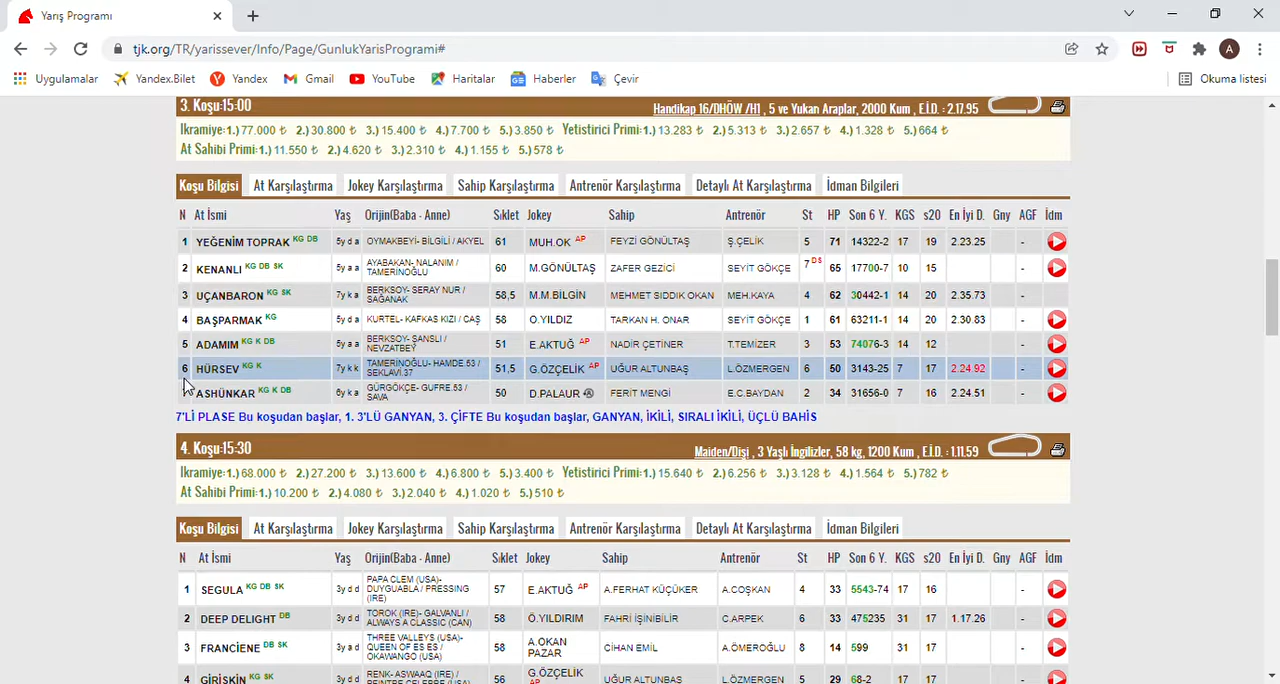 Yarış Programı
tjk.org/TR/yarissever/Info/Page/GunlukYarisProgrami#
A
Uygulamalar Yandex.Bilet Yandex Gmail YouTube Haritalar Haberler Çevir Okuma listesi
3. Koşu:15:00 Handikap 16/DHÖW /H1 , 5 ve Yukarı Araplar, 2000 Kum , E.İ.D. : 2.17.95
İkramiye:1.) 77.000 ₺ 2.) 30.800 ₺ 3.) 15.400 ₺ 4.) 7.700 ₺ 5.) 3.850 ₺ Yetistirici Primi:1.) 13.283 ₺ 2.) 5.313 ₺ 3.) 2.657 ₺ 4.) 1.328 ₺ 5.) 664 ₺
At Sahibi Primi:1.) 11.550 ₺ 2.) 4.620 ₺ 3.) 2.310 ₺ 4.) 1.155 ₺ 5.) 578 ₺
Koşu Bilgisi At Karşılaştırma Jokey Karşılaştırma Sahip Karşılaştırma Antrenör Karşılaştırma Detaylı At Karşılaştırma İdman Bilgileri
N At İsmi Yaş Orijin(Baba - Anne) Sıklet Jokey Sahip Antrenör St HP Son 6 Y. KGS s20 En İyi D. Gny AGF İdm
1 YEĞENİM TOPRAK KG DB 5y d a OYMAKBEYİ- BİLGİLİ / AKYEL 61 MUH.OK AP FEYZİ GÖNÜLTAŞ Ş.ÇELİK 5 71 14322-2 17 19 2.23.25 -
2 KENANLI KG DB SK 5y a a AYABAKAN- NALANIM / TAMERİNOĞLU 60 M.GÖNÜLTAŞ ZAFER GEZİCİ SEYİT GÖKÇE 7 DS 65 17700-7 10 15 -
3 UÇANBARON KG SK 7y k a BERKSOY- SERAY NUR / SAĞANAK 58,5 M.M.BİLGİN MEHMET SIDDIK OKAN MEH.KAYA 4 62 30442-1 14 20 2.35.73 -
4 BAŞPARMAK KG 5y d a KURTEL- KAFKAS KIZI / CAŞ 58 Ö.YILDIZ TARKAN H. ONAR SEYİT GÖKÇE 1 61 63211-1 14 20 2.30.83 -
5 ADAMIM KG K DB 5y a a BERKSOY- ŞANSLI / NEVZATBEY 51 E.AKTUĞ AP NADİR ÇETİNER T.TEMİZER 3 53 74076-3 14 12 -
6 HÜRSEV KG K 7y k k TAMERİNOĞLU- HAMDE.53 / SEKLAVİ.37 51,5 G.ÖZÇELİK AP UĞUR ALTUNBAŞ L.ÖZMERGEN 6 50 3143-25 7 17 2.24.92 -
ASHÜNKAR KG K DB 6y k a GÜRGÖKÇE- GUFRE.53 / SAVA 50 D.PALAUR FERİT MENGİ E.C.BAYDAN 2 34 31656-0 7 16 2.24.51 -
7'Lİ PLASE Bu koşudan başlar, 1. 3'LÜ GANYAN, 3. ÇİFTE Bu koşudan başlar, GANYAN, İKİLİ, SIRALI İKİLİ, ÜÇLÜ BAHİS
4. Koşu:15:30 Maiden/Dişi , 3 Yaşlı İngilizler, 58 kg, 1200 Kum , E.İ.D. : 1.11.59
İkramiye:1.) 68.000 ₺ 2.) 27.200 ₺ 3.) 13.600 ₺ 4.) 6.800 ₺ 5.) 3.400 ₺ Yetistirici Primi:1.) 15.640 ₺ 2.) 6.256 ₺ 3.) 3.128 ₺ 4.) 1.564 ₺ 5.) 782 ₺
At Sahibi Primi:1.) 10.200 ₺ 2.) 4.080 ₺ 3.) 2.040 ₺ 4.) 1.020 ₺ 5.) 510 ₺
Koşu Bilgisi At Karşılaştırma Jokey Karşılaştırma Sahip Karşılaştırma Antrenör Karşılaştırma Detaylı At Karşılaştırma İdman Bilgileri
N At İsmi Yaş Orijin(Baba - Anne) Sıklet Jokey Sahip Antrenör St HP Son 6 Y. KGS s20 En İyi D. Gny AGF İdm
1 SEGULA KG DB SK 3y d d PAPA CLEM (USA)- DUYGUABLA / PRESSING (IRE) 57 E.AKTUĞ AP A.FERHAT KÜÇÜKER A.COŞKAN 4 33 5543-74 17 16 -
2 DEEP DELIGHT DB 3y d d TOROK (IRE)- GALVANLI / ALWAYS A CLASSIC (CAN) 58 Ö.YILDIRIM FAHRİ İŞİNİBİLİR C.ARPEK 6 33 475235 31 17 1.17.26 -
3 FRANCIENE DB SK 3y a d THREE VALLEYS (USA)- QUEEN OF ES ES / OKAWANGO (USA) 58 A.OKAN PAZAR CİHAN EMİL A.ÖMEROĞLU 8 14 599 31 17 -
4 GİRİŞKİN KG SK 3y d d RENK- ASWAAQ (IRE) / 56 G.ÖZÇELİK AP UĞUR ALTUNBAŞ L.ÖZMERGEN 5 29 68-2 17 17 -